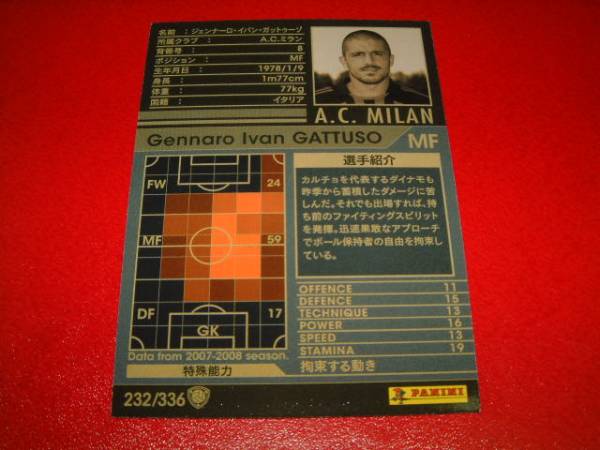 名前 : ジェンナーロ・イバン・ガットゥーゾ
所属クラブ : A.C.ミラン
背番号 : 8
ポジション : MF
生年月日 : 1978/1/9
身長 : 1m77cm
体重 : 77kg
国籍 : イタリア
A.C. MILAN
Gennaro Ivan GATTUSO MF
FW 24
MF 59
DF 17
GK
Data from 2007-2008 season.
特殊能力
選手紹介
カルチョを代表するダイナモも
昨季から蓄積したダメージに苦
しんだ。それでも出場すれば、持
ち前のファイティングスピリット
を発揮。迅速果敢なアプローチ
でボール保持者の自由を拘束し
ている。
OFFENCE 11
DEFENCE 15
TECHNIQUE 13
POWER 16
SPEED 13
STAMINA 19
拘束する動き
232/336
PANINI